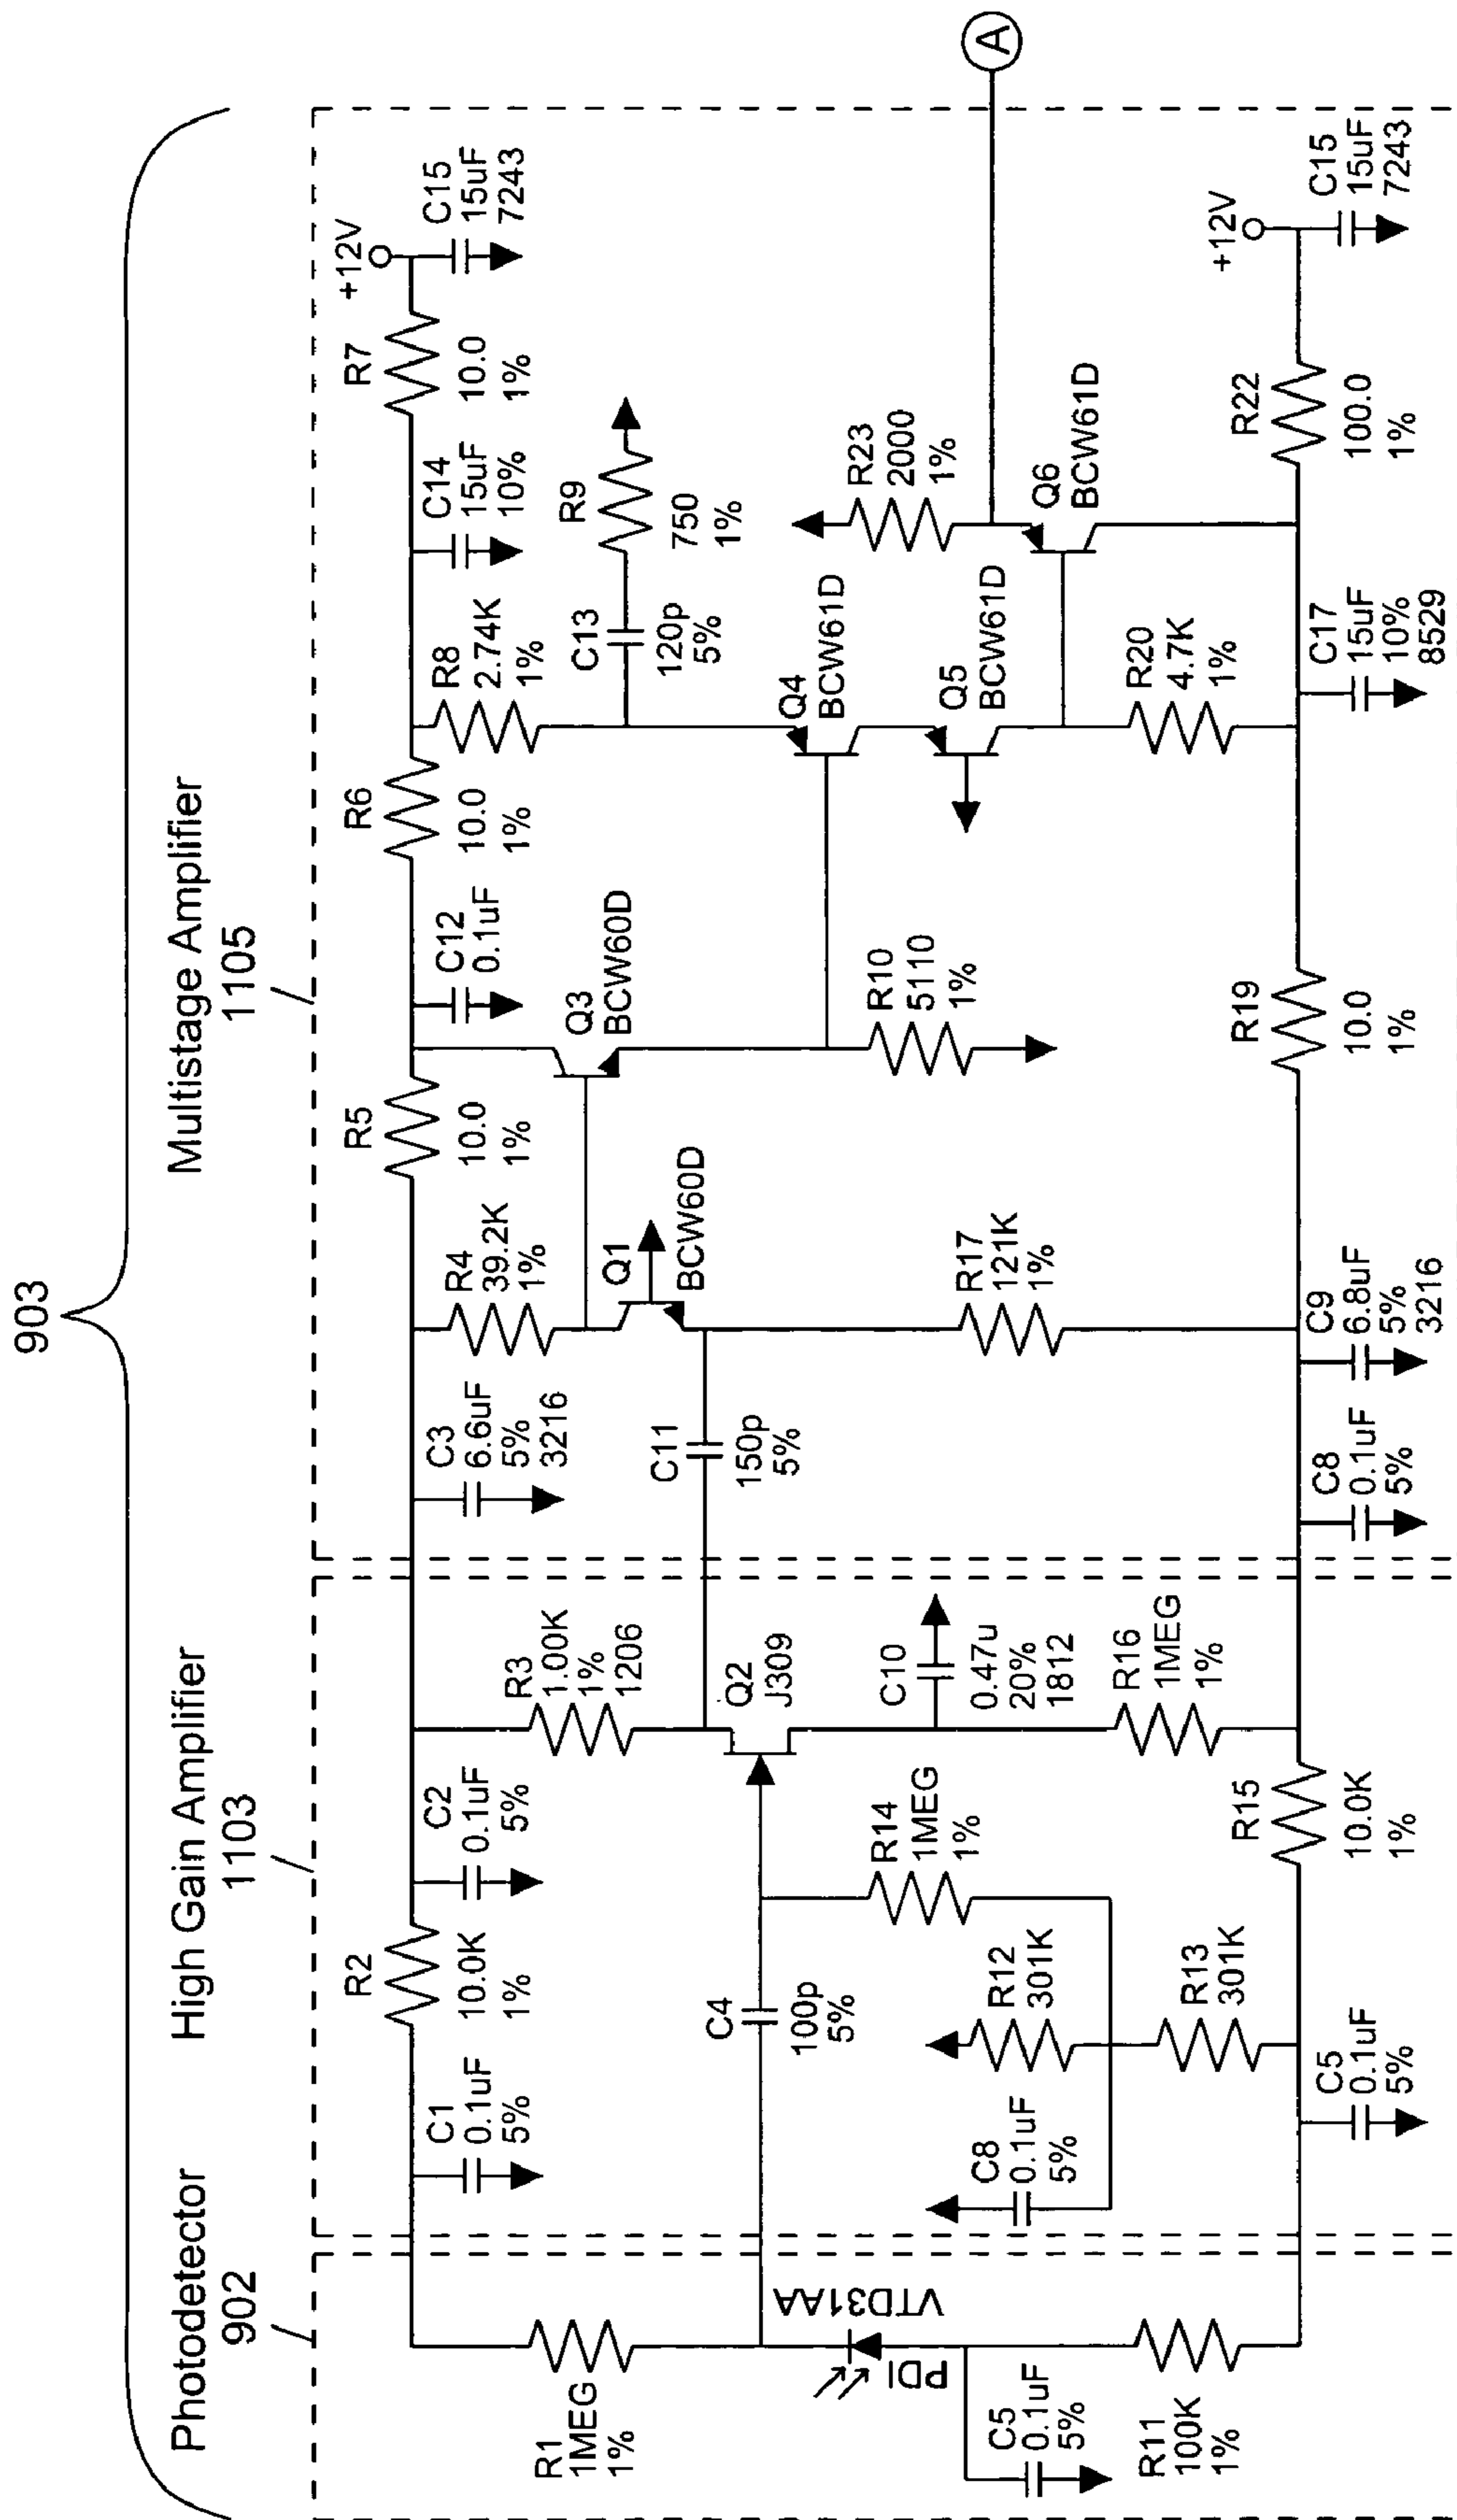 903
Photodetector
902
High Gain Amplifier
1103
Multistage Amplifier
1105
R1
1MEG
1%
C1
0.1uF
5%
R2
10.0K
1%
C2
0.1uF
5%
R3
1.00K
1%
1206
C3
6.6uF
5%
3216
R4
39.2K
1%
R5
10.0
1%
C12
0.1uF
R6
10.0
1%
R8
2.74K
1%
C14
15uF
10%
R7
10.0
1%
+12V
C15
15uF
7243
Q3
BCW60D
Q1
BCW60D
C13
120p
5%
R9
750
1%
C4
100p
5%
Q2
J309
C11
150p
5%
R10
5110
1%
Q4
BCW61D
Q5
BCW61D
R23
2000
1%
Q6
BCW61D
A
PDI
VTD31AA
C5
0.1uF
5%
R11
100K
1%
C8
0.1uF
5%
R12
301K
R13
301K
R14
1MEG
1%
C10
0.47u
20%
1812
R16
1MEG
1%
R17
121K
1%
R20
4.7K
1%
C5
0.1uF
5%
R15
10.0K
1%
C8
0.1uF
5%
C9
6.8uF
5%
3216
R19
10.0
1%
C17
15uF
10%
8529
R22
100.0
1%
+12V
C15
15uF
7243